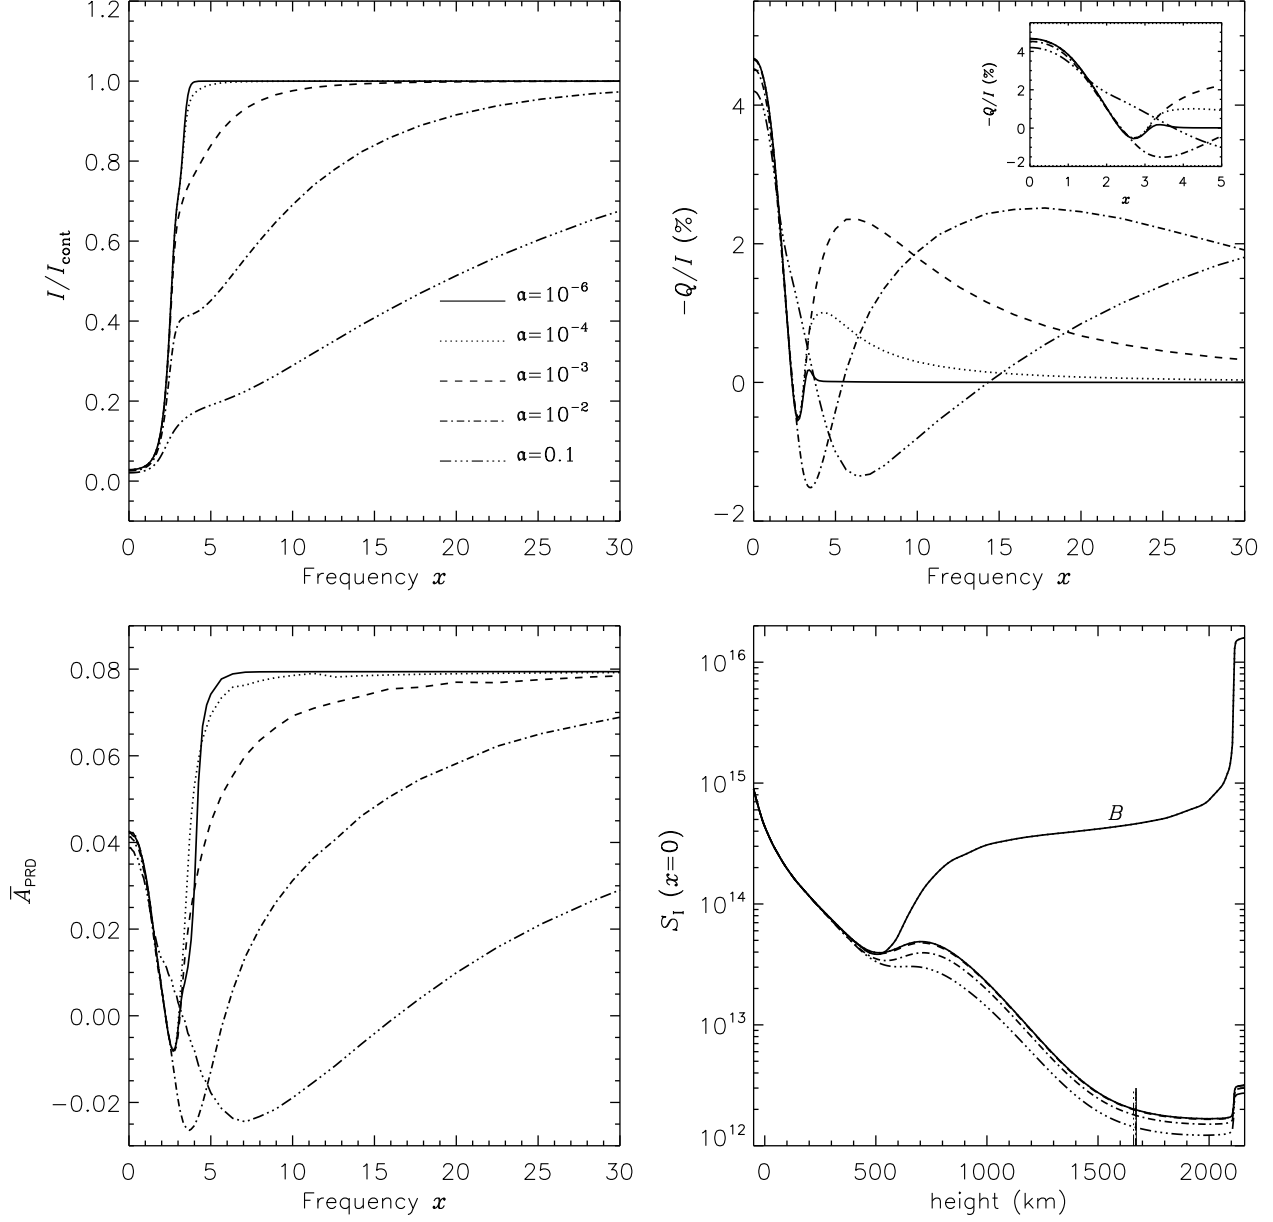 1.2
1.0
0.8
0.6
0.4
0.2
0.0
I/I_cont
a=10^-6
a=10^-4
a=10^-3
a=10^-2
a=0.1
0 5 10 15 20 25 30
Frequency x
4
2
0
−2
−Q/I (%)
0 5 10 15 20 25 30
Frequency x
4
2
0
−2
−Q/I (%)
0 1 2 3 4 5
x
0.08
0.06
0.04
0.02
0.00
−0.02
A̅_PRD
0 5 10 15 20 25 30
Frequency x
10^16
10^15
10^14
10^13
10^12
S_I (x=0)
B
0 500 1000 1500 2000
height (km)